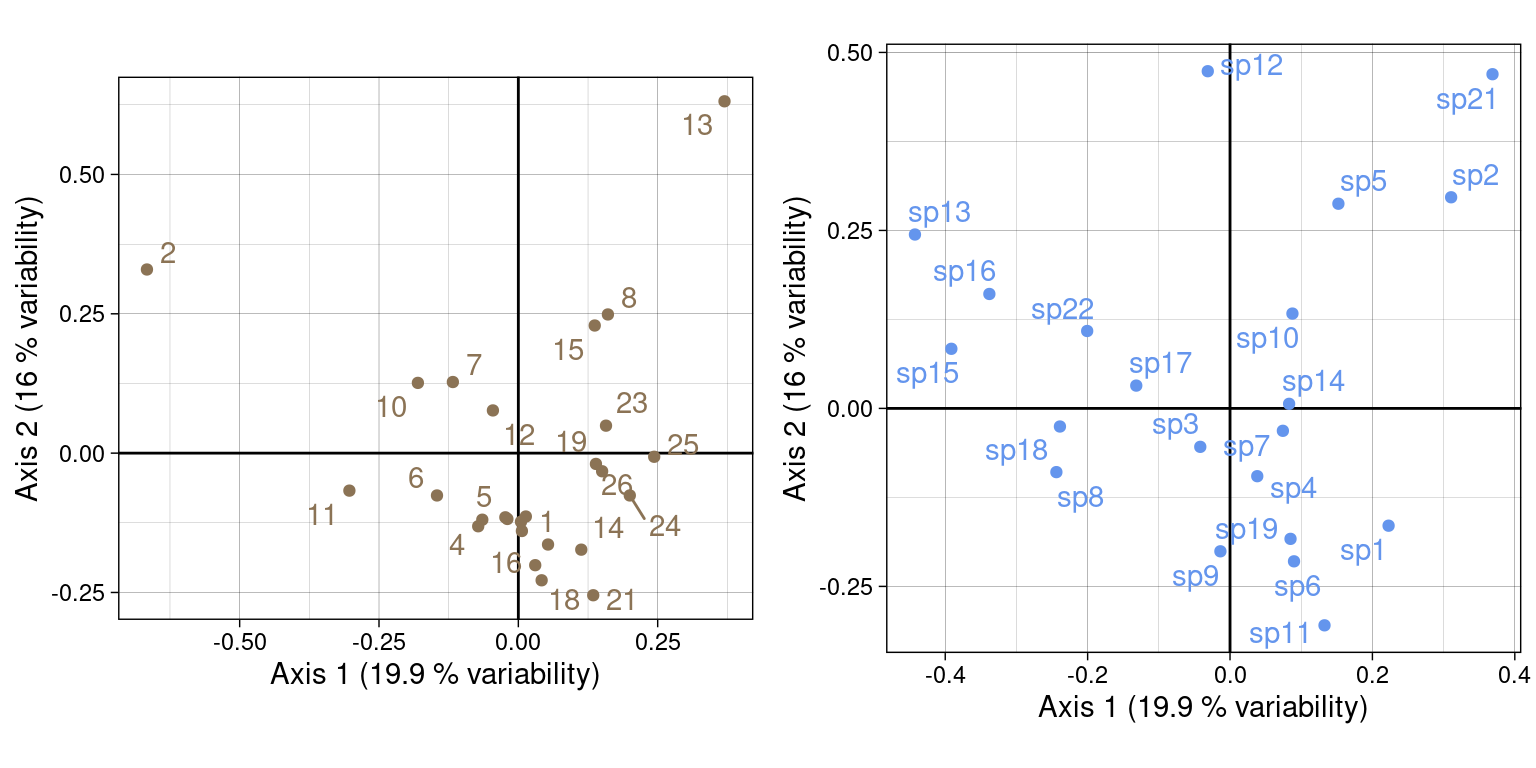 13
0.50
2
8
0.25
15
7
10
23
12
19
25
0.00
6
26
5
11
1
14
24
4
16
18
21
-0.25
-0.50
-0.25
0.00
0.25
Axis 1 (19.9 % variability)
Axis 2 (16 % variability)
0.50
sp12
sp21
sp5
sp2
sp13
0.25
sp16
sp22
sp10
sp17
sp15
sp14
0.00
sp3
sp7
sp18
sp4
sp8
sp19
sp1
sp9
sp6
-0.25
sp11
-0.4
-0.2
0.0
0.2
0.4
Axis 1 (19.9 % variability)
Axis 2 (16 % variability)